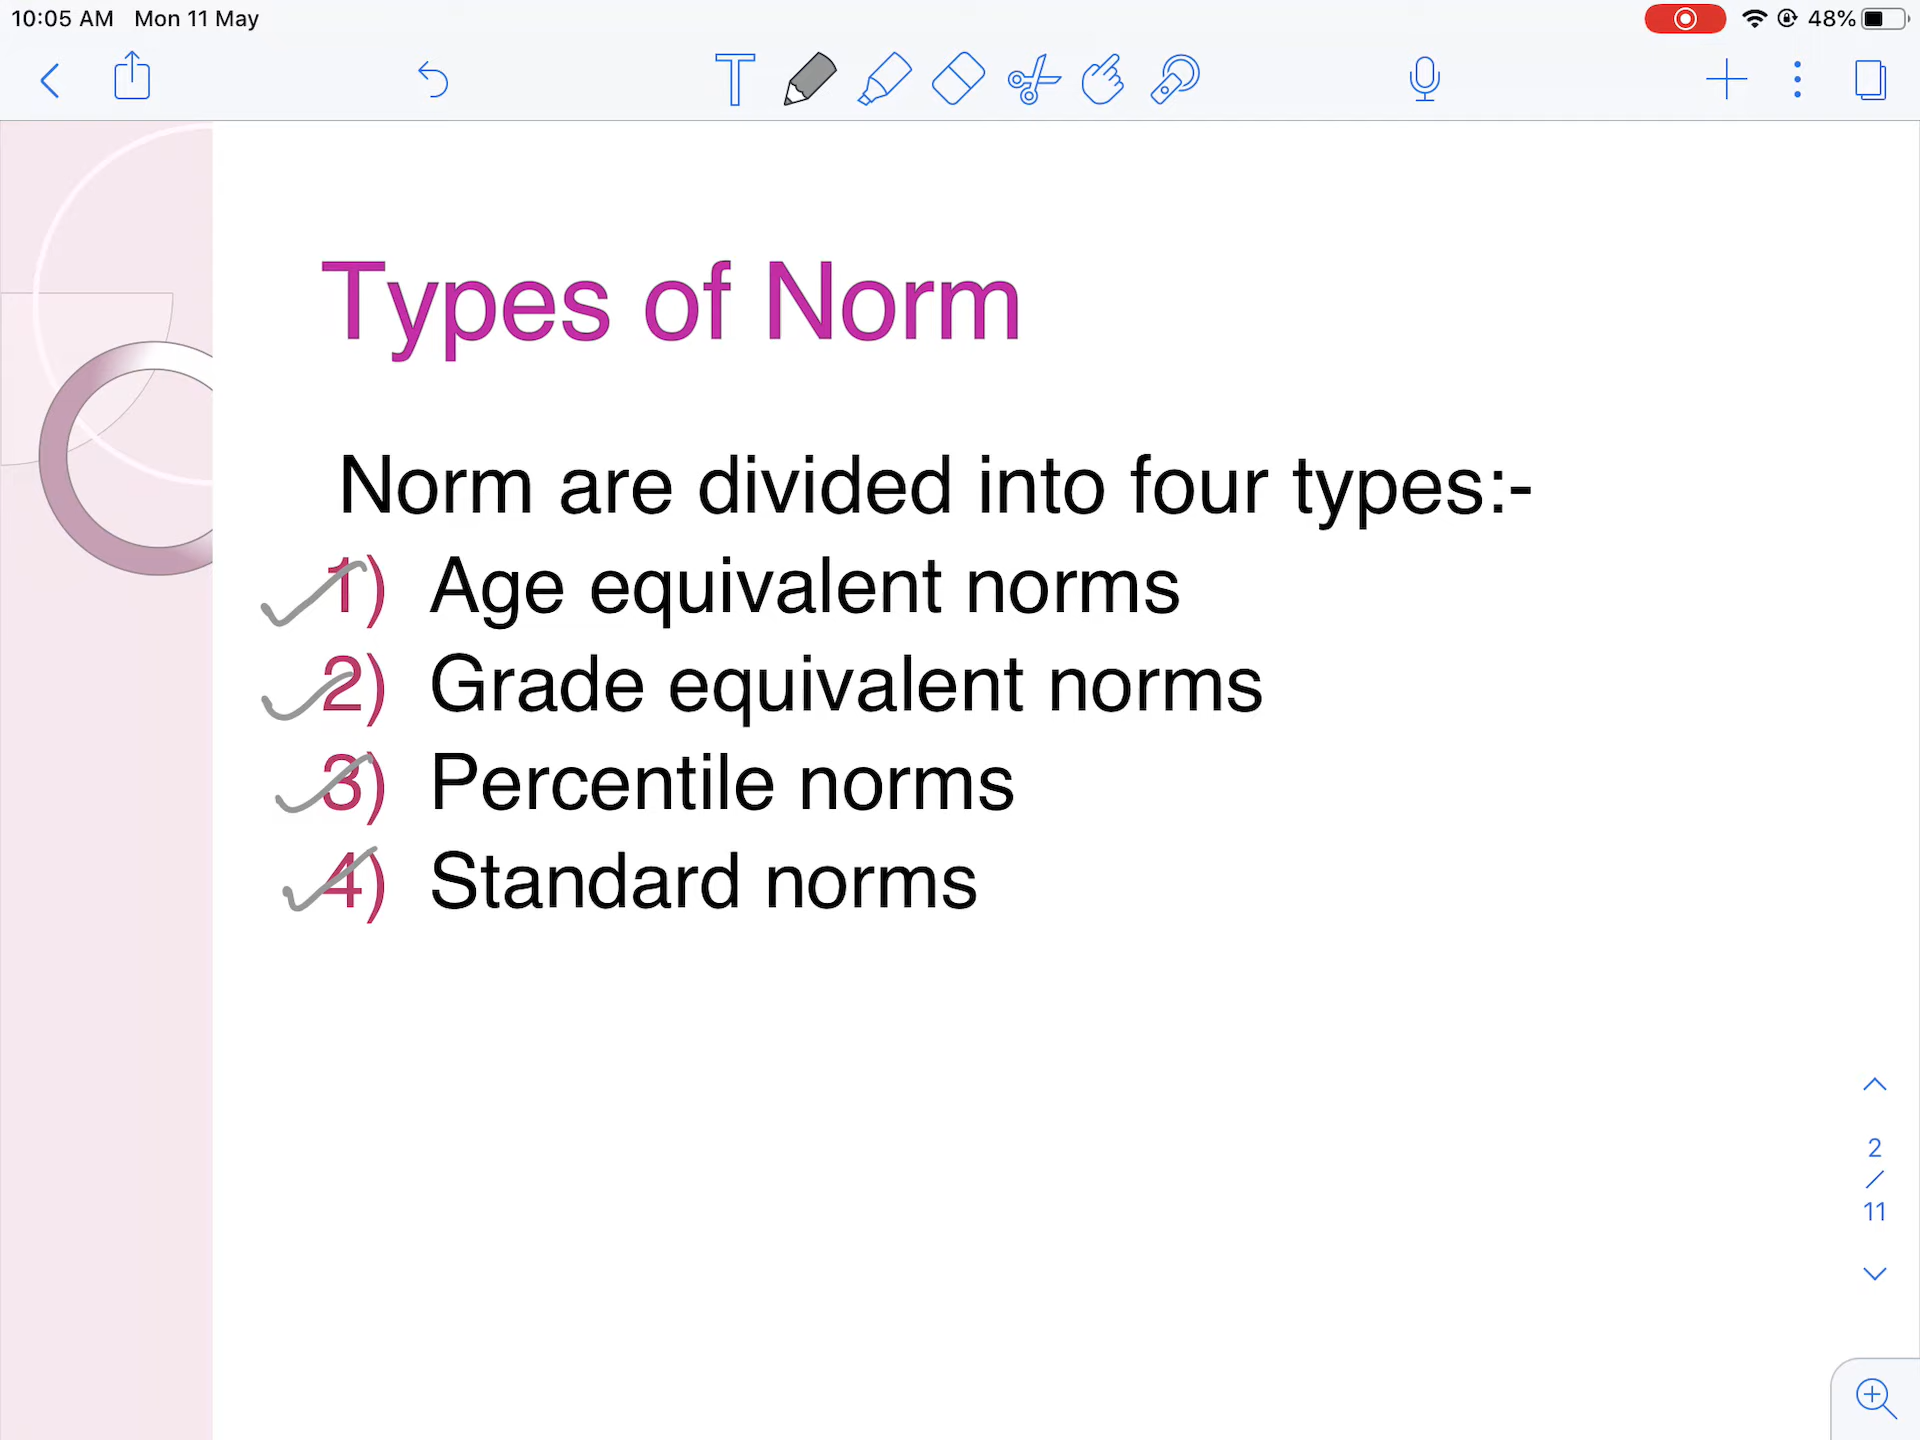 10:05 AM Mon 11 May 48%
Types of Norm
Norm are divided into four types:-
1) Age equivalent norms
2) Grade equivalent norms
3) Percentile norms
4) Standard norms
2
/
11